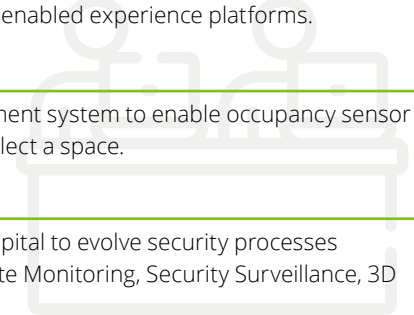 enabled experience platforms.
ment system to enable occupancy sensor
lect a space.
pital to evolve security processes
te Monitoring, Security Surveillance, 3D